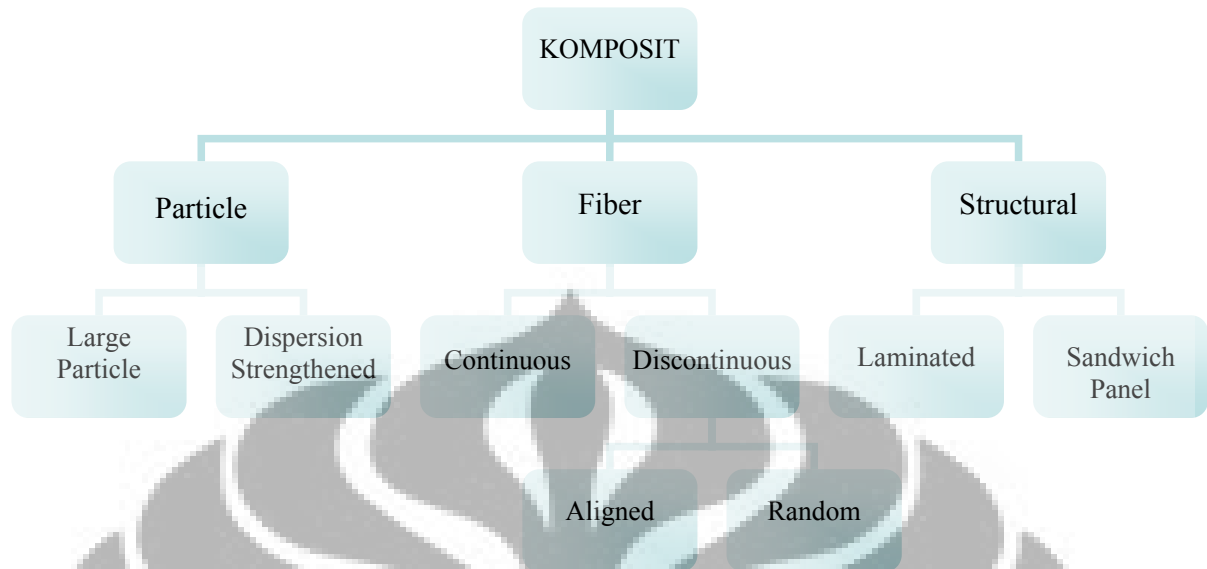 KOMPOSIT
Particle
Fiber
Structural
Large
Particle
Dispersion
Strengthened
Continuous
Discontinuous
Laminated
Sandwich
Panel
Aligned
Random